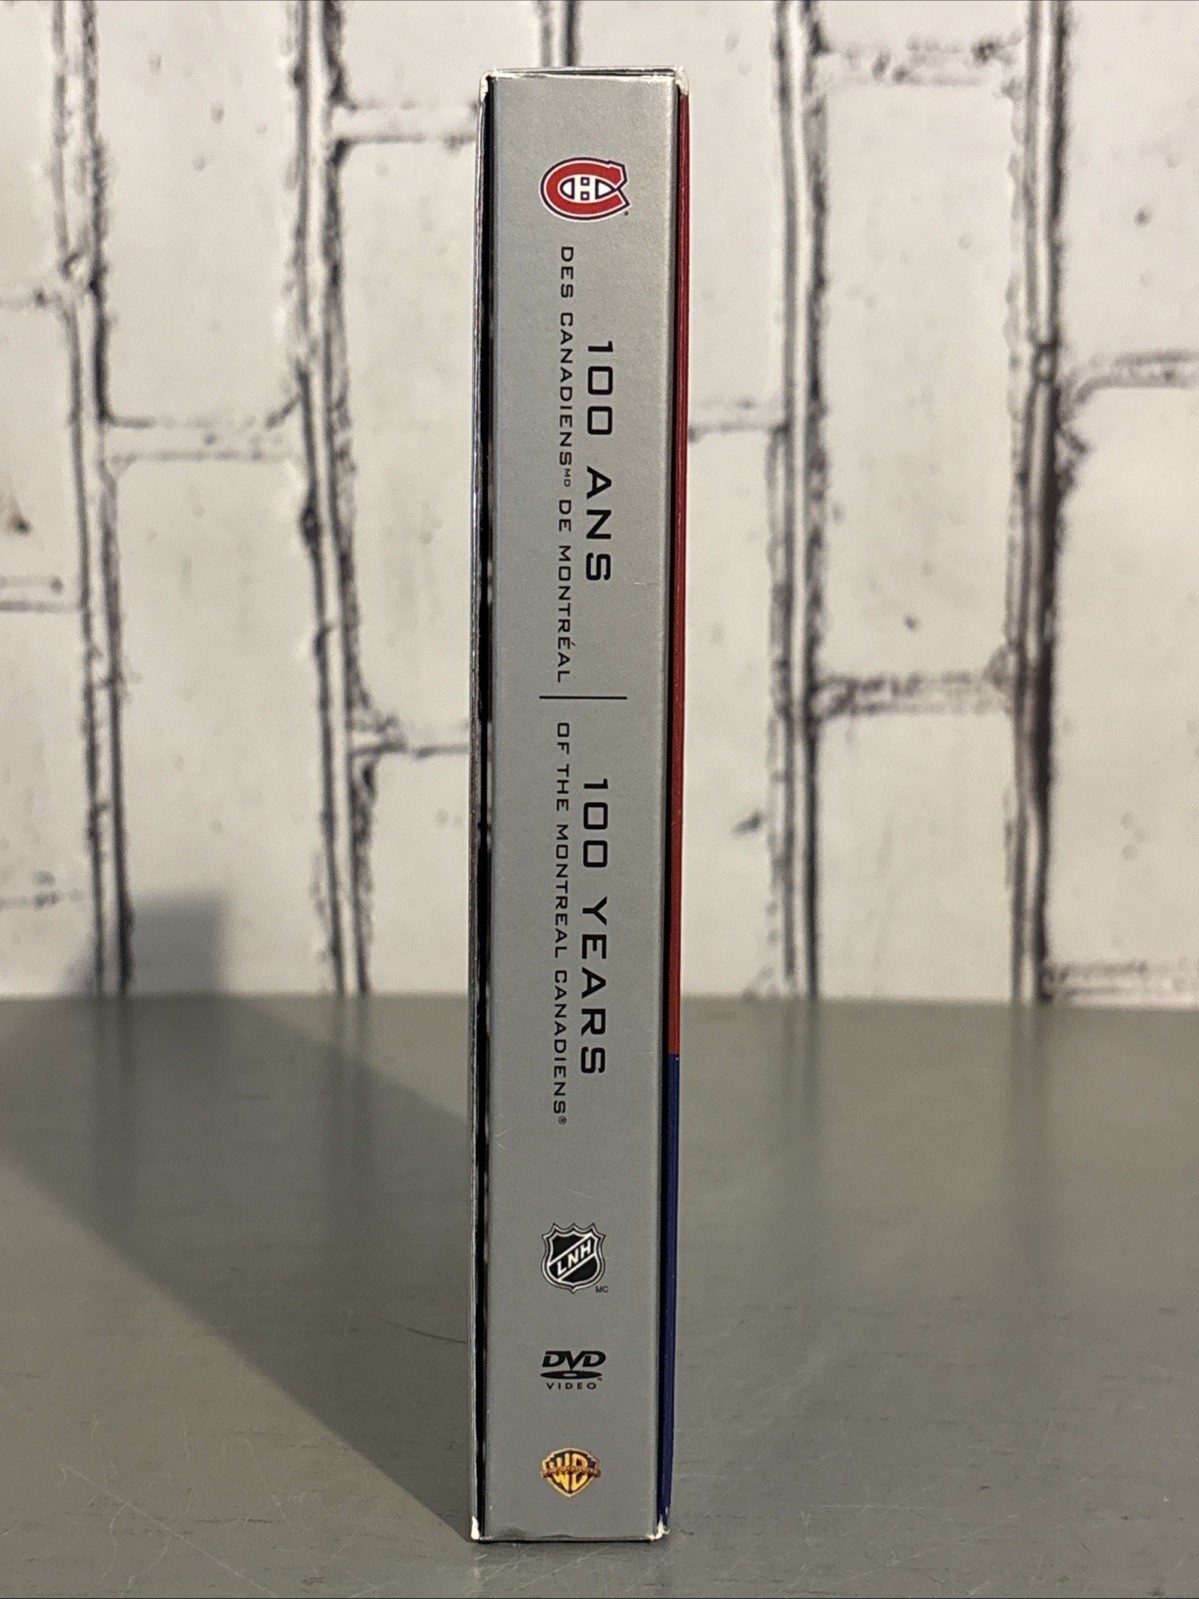 100 ANS
DES CANADIENSᴹᴰ DE MONTRÉAL
100 YEARS
OF THE MONTREAL CANADIENS®
LNH
MC
DVD
VIDEO
WB